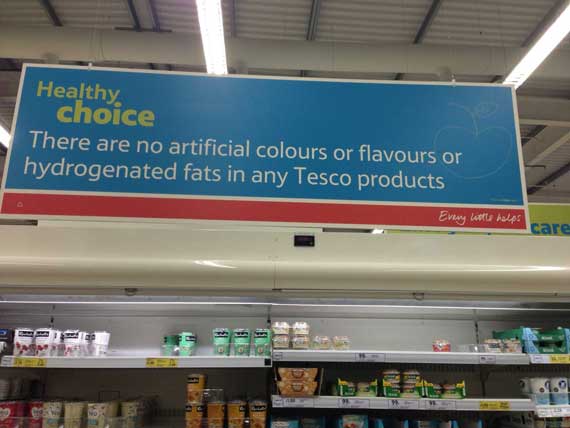 Healthy
choice
There are no artificial colours or flavours or
hydrogenated fats in any Tesco products
Every little helps
care